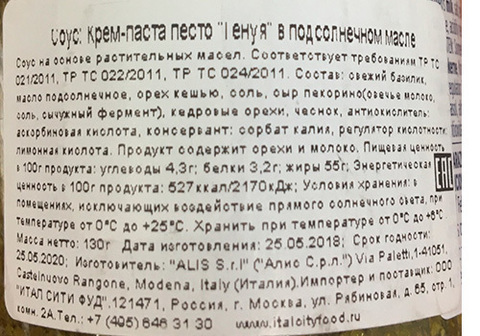 Соус: Крем-паста песто "Генуя" в подсолнечном масле
Соус на основе растительных масел. Соответствует требованиям ТР ТС
021/2011, ТР ТС 022/2011, ТР ТС 024/2011. Состав: свежий базилик,
масло подсолнечное, орех кешью, соль, сыр пекорино(овечье молоко,
соль, сычужный фермент), кедровые орехи, чеснок, антиокислитель:
аскорбиновая кислота, консервант: сорбат калия, регулятор кислотности:
лимонная кислота. Продукт содержит орехи и молоко. Пищевая ценность
в 100г продукта: углеводы 4,3г; белки 3,2г; жиры 55г; Энергетическая
ценность в 100г продукта: 527ккал/2170кДж; Условия хранения: в
помещениях, исключающих воздействие прямого солнечного света, при
температуре от 0°С до +25°С. Хранить при температуре от 0°С до +6°С
Масса нетто: 130г Дата изготовления: 25.05.2018; Срок годности:
25.05.2020; Изготовитель: "ALIS S.r.l" ("Алис С.р.л.") Via Paletti,1-41051,
Castelnuovo Rangone, Modena, Italy (Италия).Импортер и поставщик: ООО
"ИТАЛ СИТИ ФУД".121471, Россия, г. Москва, ул. Рябиновая, д. 65, стр. 1,
комн. 2А.Тел.: +7 (495) 646 31 30 www.italcityfood.ru
EAC